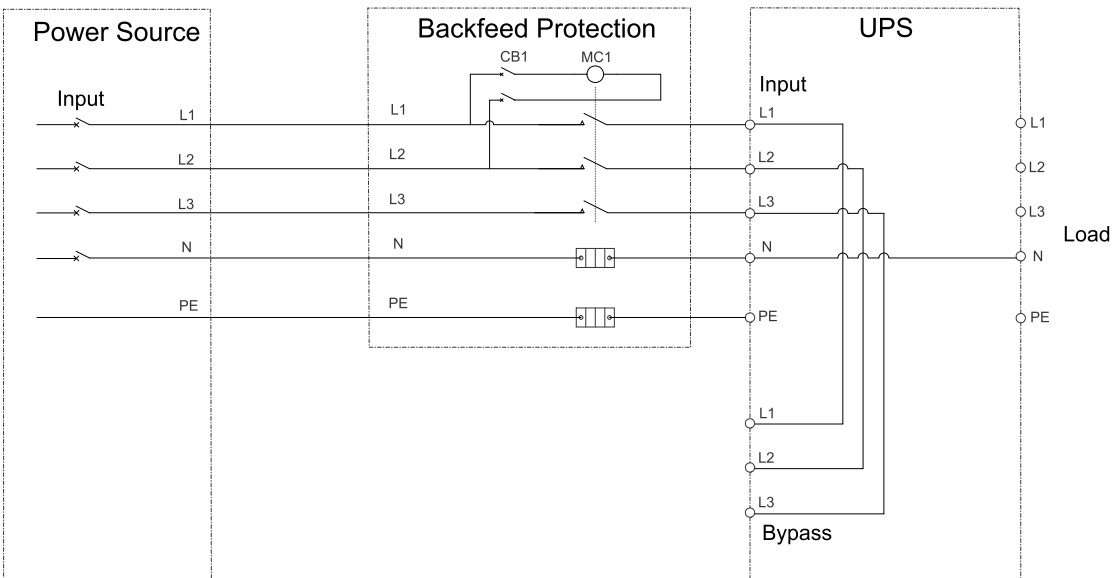 Power Source
Backfeed Protection
UPS
CB1 MC1
Input
Input
L1
L1
L1
L1
L2
L2
L2
L2
L3
L3
L3
L3
Load
N
N
N
N
PE
PE
PE
PE
L1
L2
L3
Bypass